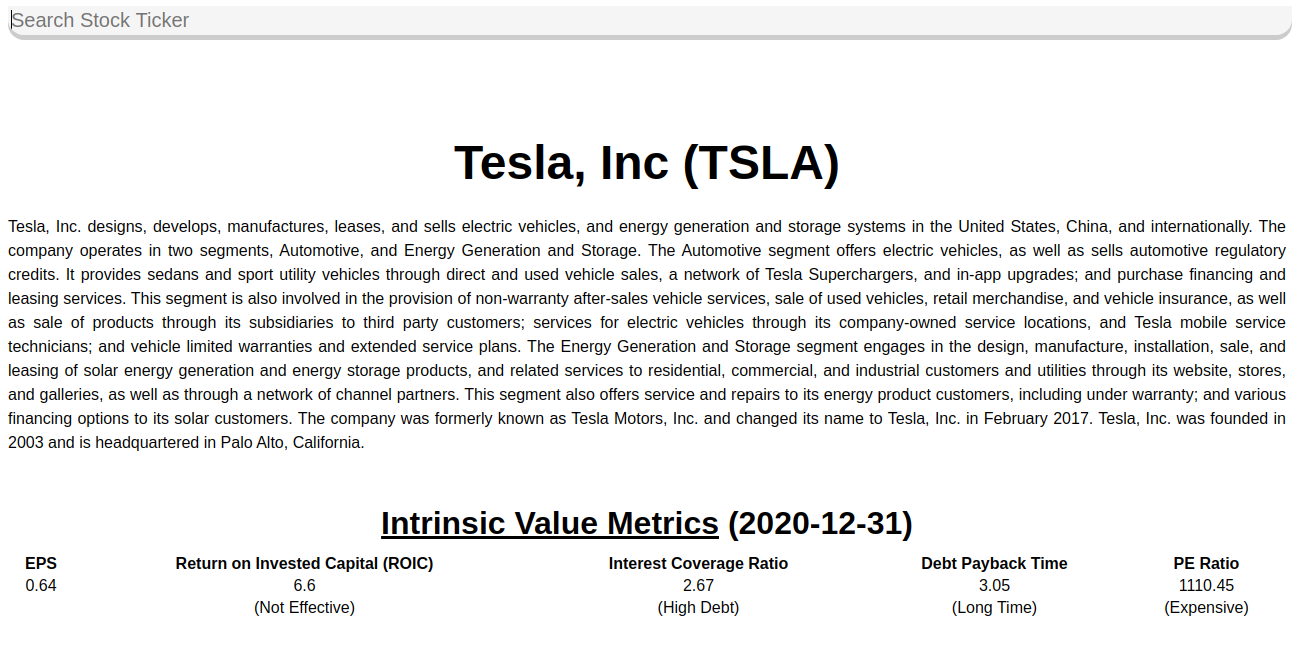 Search Stock Ticker
Tesla, Inc (TSLA)
Tesla, Inc. designs, develops, manufactures, leases, and sells electric vehicles, and energy generation and storage systems in the United States, China, and internationally. The
company operates in two segments, Automotive, and Energy Generation and Storage. The Automotive segment offers electric vehicles, as well as sells automotive regulatory
credits. It provides sedans and sport utility vehicles through direct and used vehicle sales, a network of Tesla Superchargers, and in-app upgrades; and purchase financing and
leasing services. This segment is also involved in the provision of non-warranty after-sales vehicle services, sale of used vehicles, retail merchandise, and vehicle insurance, as well
as sale of products through its subsidiaries to third party customers; services for electric vehicles through its company-owned service locations, and Tesla mobile service
technicians; and vehicle limited warranties and extended service plans. The Energy Generation and Storage segment engages in the design, manufacture, installation, sale, and
leasing of solar energy generation and energy storage products, and related services to residential, commercial, and industrial customers and utilities through its website, stores,
and galleries, as well as through a network of channel partners. This segment also offers service and repairs to its energy product customers, including under warranty; and various
financing options to its solar customers. The company was formerly known as Tesla Motors, Inc. and changed its name to Tesla, Inc. in February 2017. Tesla, Inc. was founded in
2003 and is headquartered in Palo Alto, California.
Intrinsic Value Metrics (2020-12-31)
EPS Return on Invested Capital (ROIC) Interest Coverage Ratio Debt Payback Time PE Ratio
0.64 6.6 2.67 3.05 1110.45
(Not Effective) (High Debt) (Long Time) (Expensive)